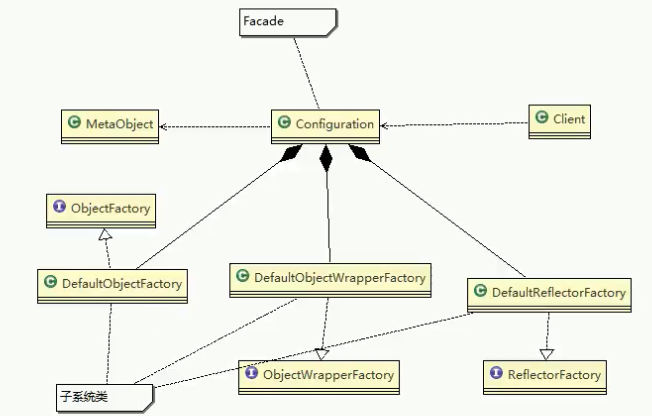 Facade
C MetaObject
C Configuration
C Client
I ObjectFactory
C DefaultObjectFactory
C DefaultObjectWrapperFactory
C DefaultReflectorFactory
I ObjectWrapperFactory
I ReflectorFactory
子系统类